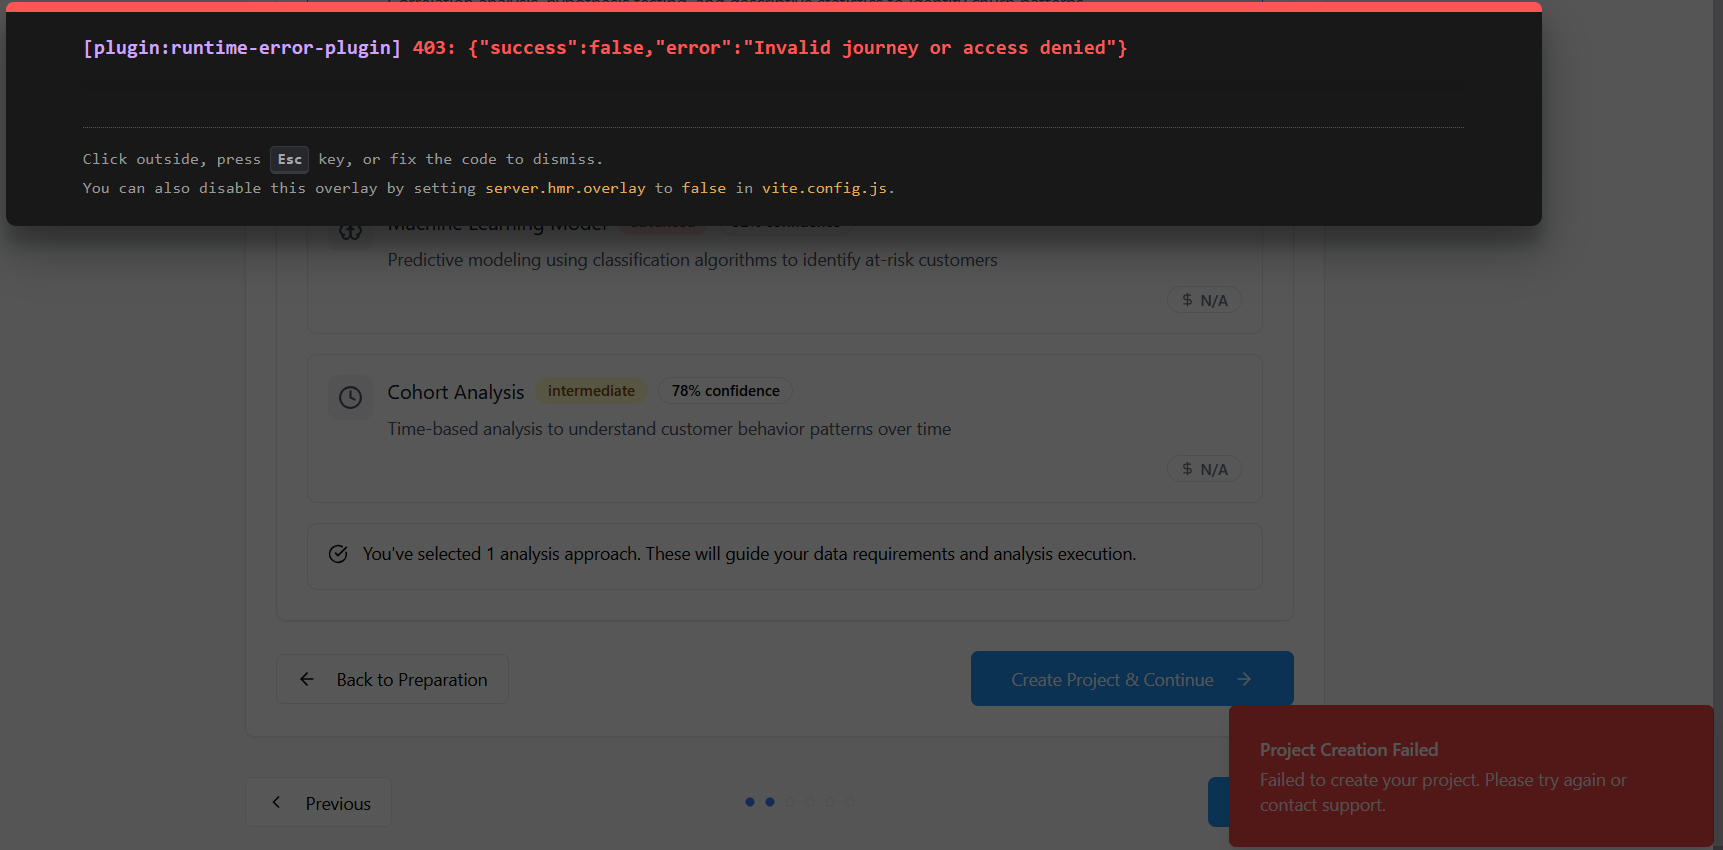 [plugin:runtime-error-plugin] 403: {"success":false,"error":"Invalid journey or access denied"}
Click outside, press Esc key, or fix the code to dismiss.
You can also disable this overlay by setting server.hmr.overlay to false in vite.config.js.
Machine Learning Model advanced confidence
Predictive modeling using classification algorithms to identify at-risk customers
$ N/A
Cohort Analysis intermediate 78% confidence
Time-based analysis to understand customer behavior patterns over time
$ N/A
You've selected 1 analysis approach. These will guide your data requirements and analysis execution.
Back to Preparation
Create Project & Continue
Project Creation Failed
Failed to create your project. Please try again or
contact support.
Previous